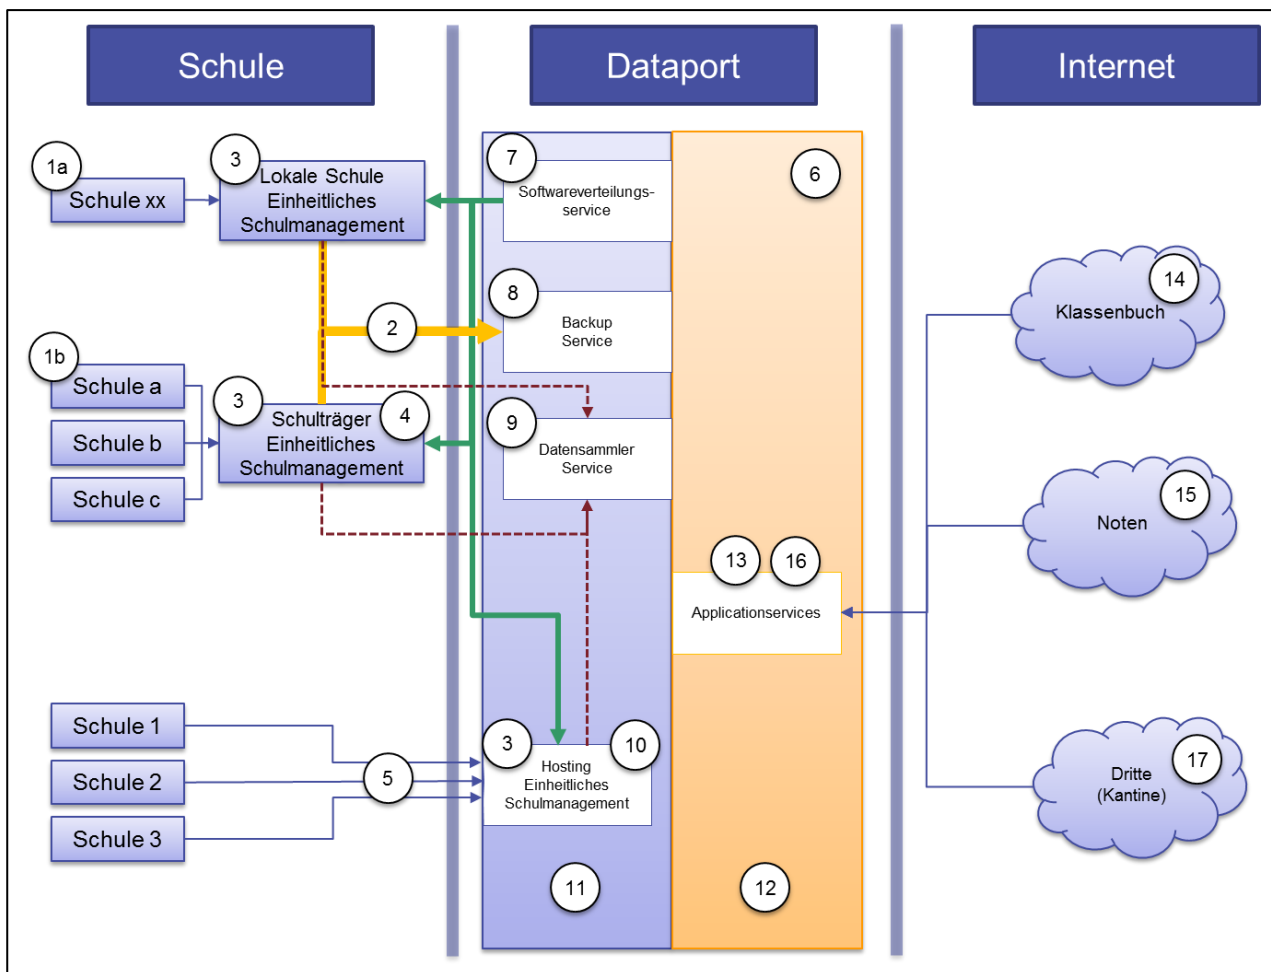 Schule
Dataport
Internet
1a
3
7
6
Schule xx
Lokale Schule
Einheitliches
Schulmanagement
Softwareverteilungs-
service
14
Klassenbuch
8
2
Backup
Service
1b
Schule a
3
4
9
Schule b
Schule c
Schulträger
Einheitliches
Schulmanagement
Datensammler
Service
15
Noten
13
16
Applicationservices
Schule 1
Schule 2
Schule 3
5
3
10
Hosting
Einheitliches
Schulmanagement
17
Dritte
(Kantine)
11
12